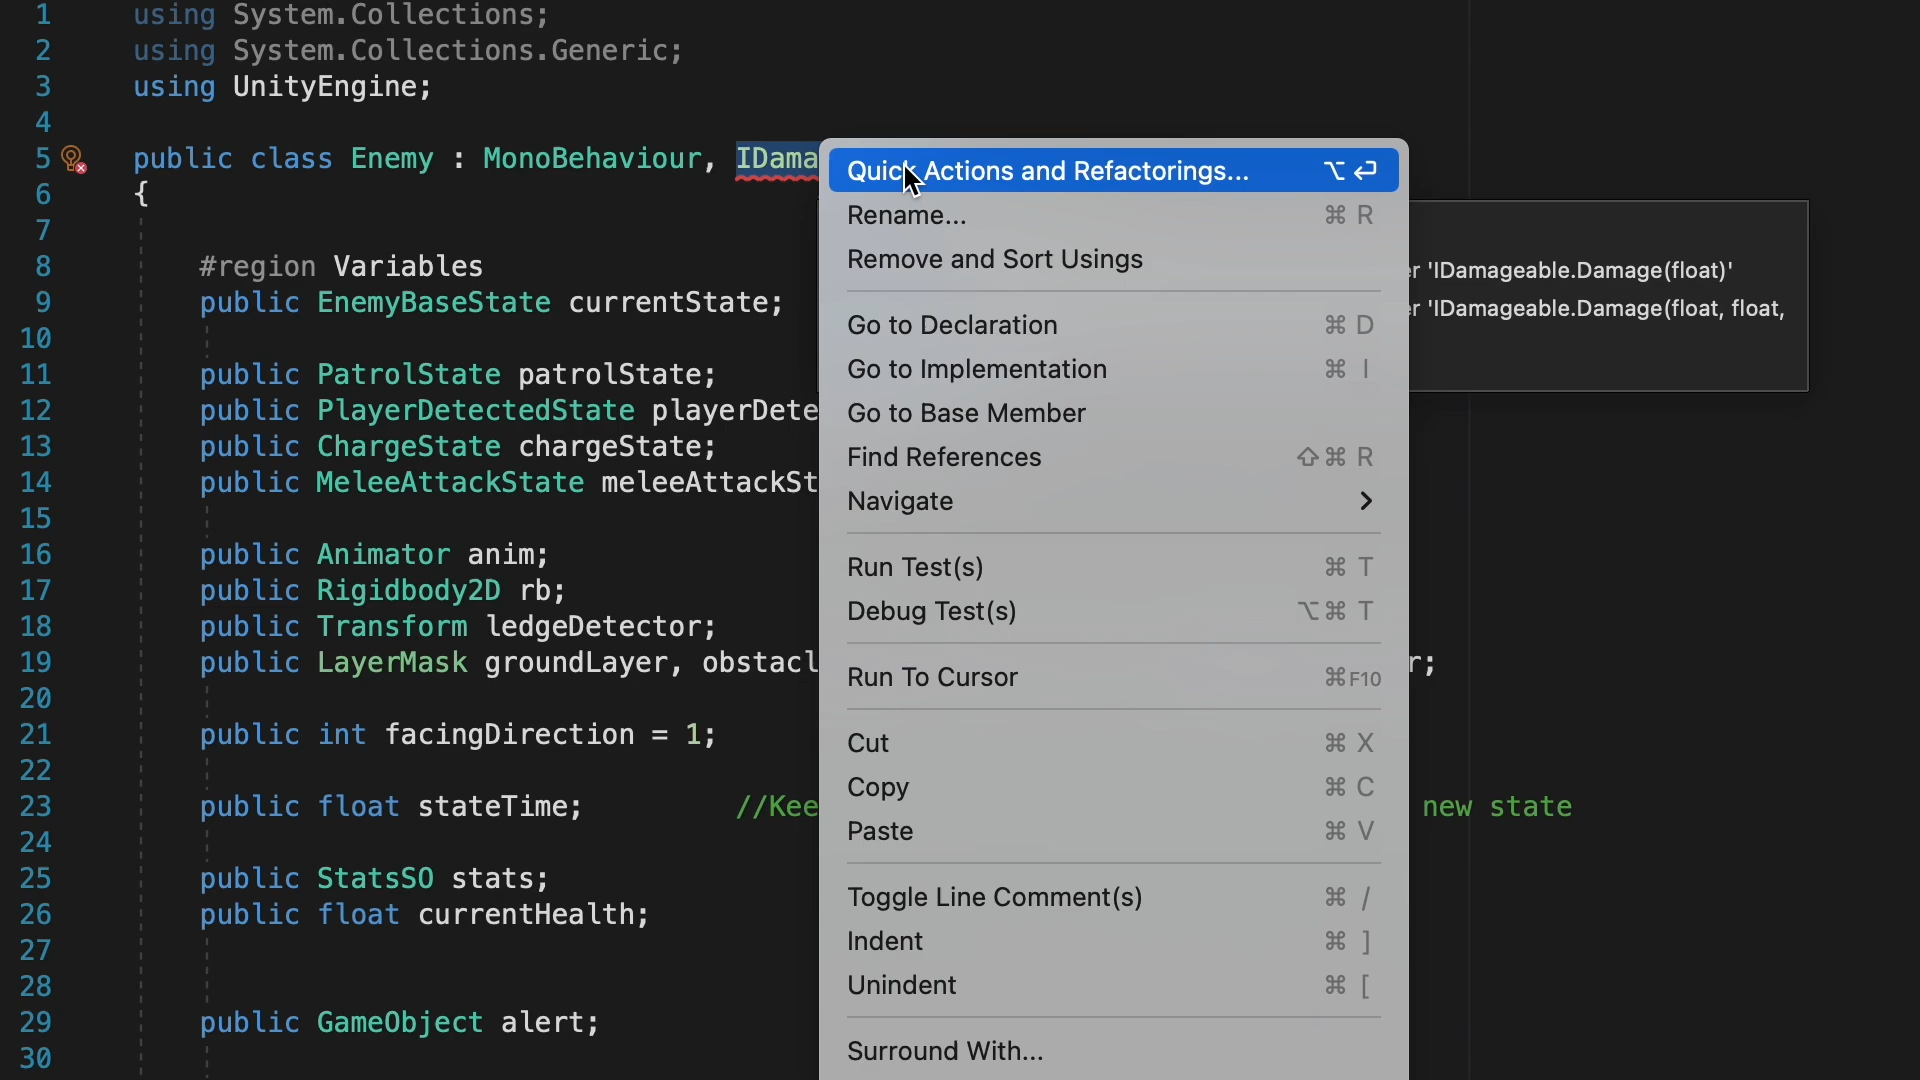 1 using System.Collections;
2 using System.Collections.Generic;
3 using UnityEngine;
4
5 public class Enemy : MonoBehaviour, IDama
6 {
7
8 #region Variables
9 public EnemyBaseState currentState;
10
11 public PatrolState patrolState;
12 public PlayerDetectedState playerDete
13 public ChargeState chargeState;
14 public MeleeAttackState meleeAttackSt
15
16 public Animator anim;
17 public Rigidbody2D rb;
18 public Transform ledgeDetector;
19 public LayerMask groundLayer, obstacl r;
20
21 public int facingDirection = 1;
22
23 public float stateTime; //Kee new state
24
25 public StatsSO stats;
26 public float currentHealth;
27
28
29 public GameObject alert;
30
Quick Actions and Refactorings... ⌥ ↩
Rename... ⌘ R
Remove and Sort Usings
Go to Declaration ⌘ D
Go to Implementation ⌘ I
Go to Base Member
Find References ⇧⌘ R
Navigate
Run Test(s) ⌘ T
Debug Test(s) ⌥⌘ T
Run To Cursor ⌘F10
Cut ⌘ X
Copy ⌘ C
Paste ⌘ V
Toggle Line Comment(s) ⌘ /
Indent ⌘ ]
Unindent ⌘ [
Surround With...
er 'IDamageable.Damage(float)'
er 'IDamageable.Damage(float, float,